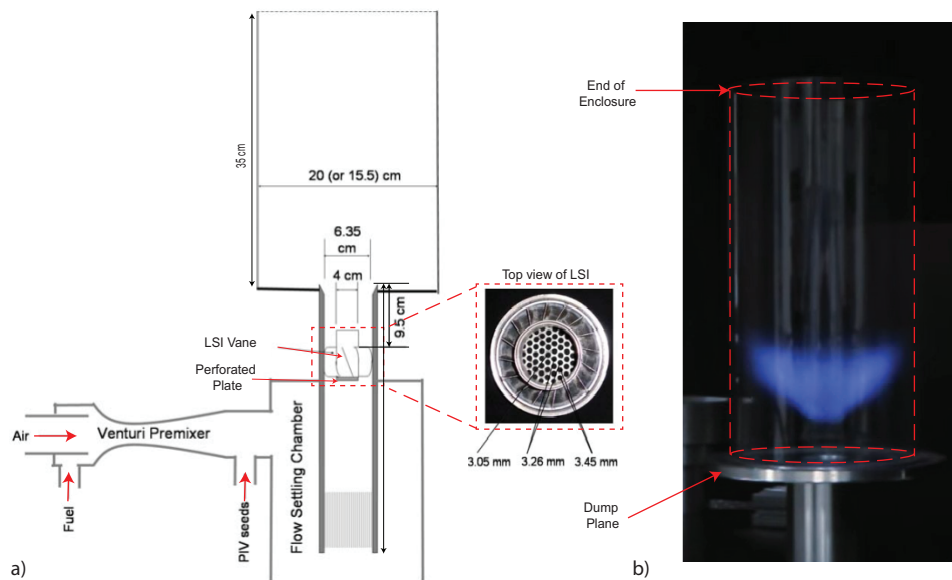 35 cm
20 (or 15.5) cm
6.35
cm
4 cm
9.5 cm
LSI Vane
Perforated
Plate
Top view of LSI
3.05 mm
3.26 mm
3.45 mm
Air
Venturi Premixer
Fuel
PIV seeds
Flow Settling Chamber
a)
End of
Enclosure
Dump
Plane
b)